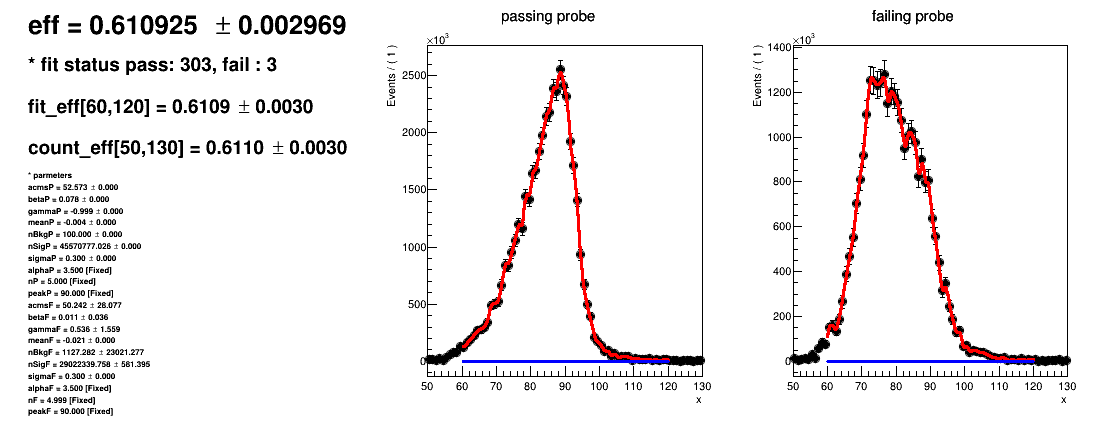 eff = 0.610925 ± 0.002969
* fit status pass: 303, fail : 3
fit_eff[60,120] = 0.6109 ± 0.0030
count_eff[50,130] = 0.6110 ± 0.0030
* parmeters
acmsP = 52.573 ± 0.000
betaP = 0.078 ± 0.000
gammaP = -0.999 ± 0.000
meanP = -0.004 ± 0.000
nBkgP = 100.000 ± 0.000
nSigP = 45570777.026 ± 0.000
sigmaP = 0.300 ± 0.000
alphaP = 3.500 [Fixed]
nP = 5.000 [Fixed]
peakP = 90.000 [Fixed]
acmsF = 50.242 ± 28.077
betaF = 0.011 ± 0.036
gammaF = 0.536 ± 1.559
meanF = -0.021 ± 0.000
nBkgF = 1127.282 ± 23021.277
nSigF = 29022339.758 ± 581.395
sigmaF = 0.300 ± 0.000
alphaF = 3.500 [Fixed]
nF = 4.999 [Fixed]
peakF = 90.000 [Fixed]
passing probe
×10³
Events / ( 1 )
2500
2000
1500
1000
500
0
50 60 70 80 90 100 110 120 130
x
failing probe
×10³
Events / ( 1 )
1400
1200
1000
800
600
400
200
0
50 60 70 80 90 100 110 120 130
x